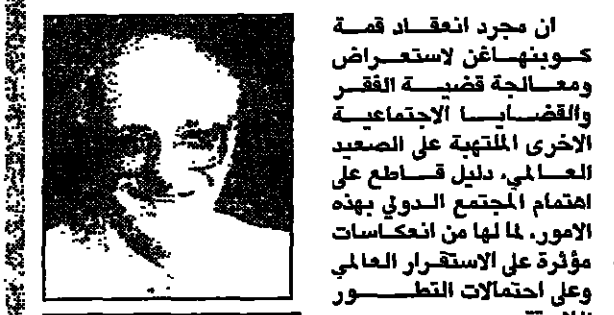 ان مجرد انعقاد قمة
كوبنهاغن لاستعراض
ومعالجة قضية الفقر
والقضايا الاجتماعية
الاخرى الملتهبة على الصعيد
العالمي، دليل قاطع على
اهتمام المجتمع الدولي بهذه
الامور، لما لها من انعكاسات
مؤثرة على الاستقرار العالمي
وعلى احتمالات التطور